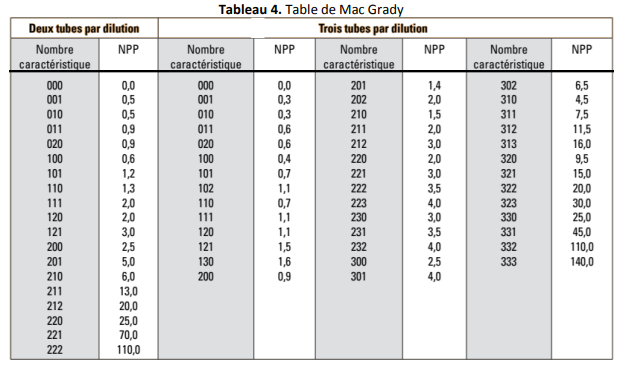 Tableau 4. Table de Mac Grady
Deux tubes par dilution Trois tubes par dilution
Nombre NPP Nombre NPP Nombre NPP Nombre NPP
caractéristique caractéristique caractéristique caractéristique
000 0,0 000 0,0 201 1,4 302 6,5
001 0,5 001 0,3 202 2,0 310 4,5
010 0,5 010 0,3 210 1,5 311 7,5
011 0,9 011 0,6 211 2,0 312 11,5
020 0,9 020 0,6 212 3,0 313 16,0
100 0,6 100 0,4 220 2,0 320 9,5
101 1,2 101 0,7 221 3,0 321 15,0
110 1,3 102 1,1 222 3,5 322 20,0
111 2,0 110 0,7 223 4,0 323 30,0
120 2,0 111 1,1 230 3,0 330 25,0
121 3,0 120 1,1 231 3,5 331 45,0
200 2,5 121 1,5 232 4,0 332 110,0
201 5,0 130 1,6 300 2,5 333 140,0
210 6,0 200 0,9 301 4,0
211 13,0
212 20,0
220 25,0
221 70,0
222 110,0